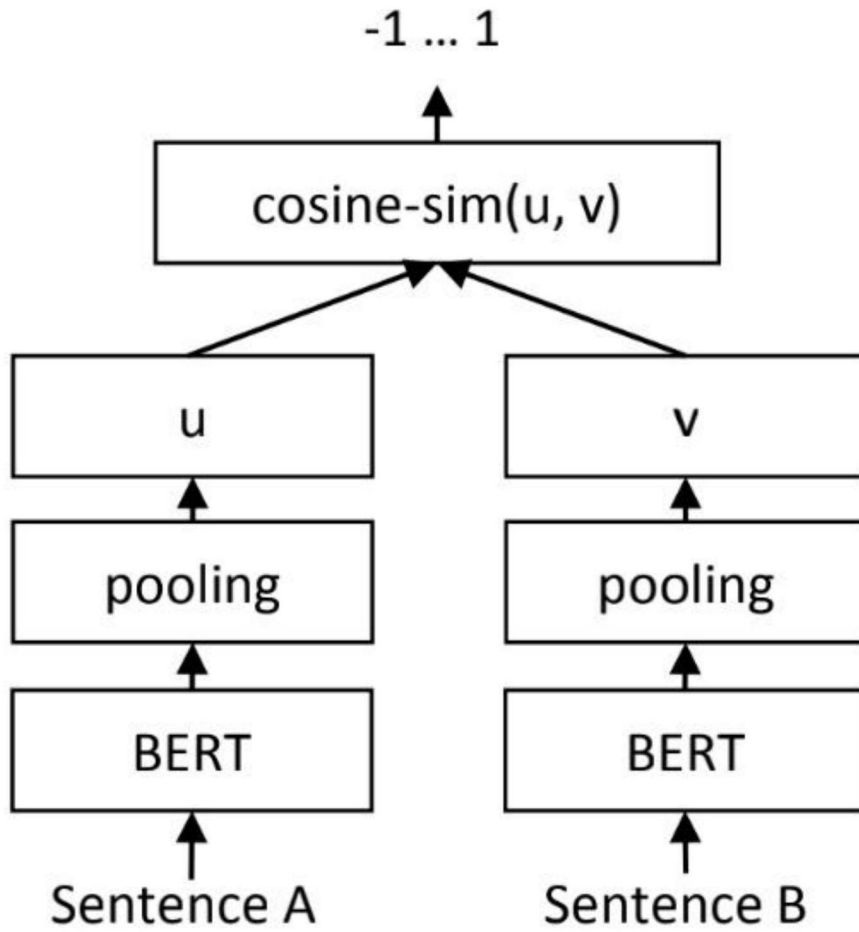 -1 ... 1
cosine-sim(u, v)
u
v
pooling
pooling
BERT
BERT
Sentence A
Sentence B